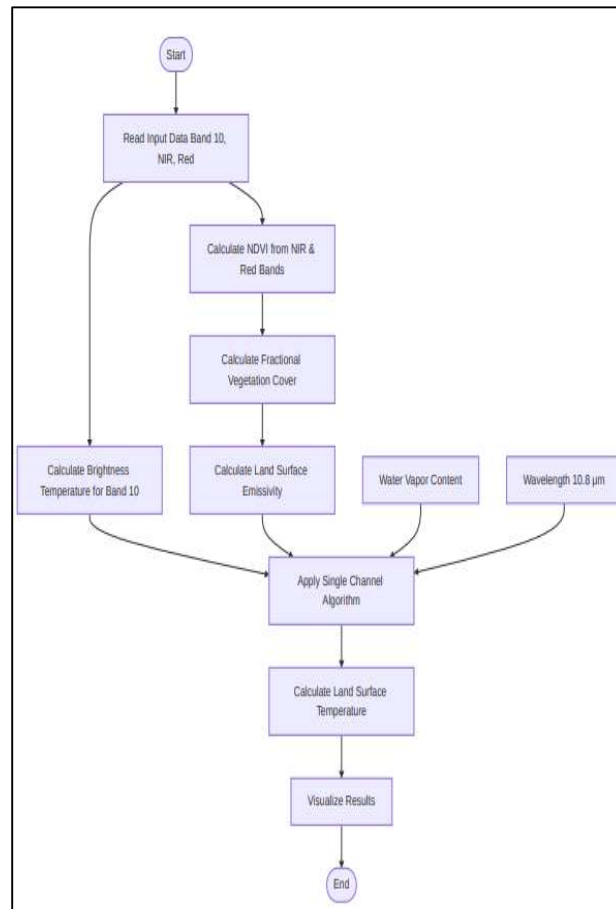 Start
Read Input Data Band 10,
NIR, Red
Calculate NDVI from NIR &
Red Bands
Calculate Fractional
Vegetation Cover
Calculate Brightness
Temperature for Band 10
Calculate Land Surface
Emissivity
Water Vapor Content
Wavelength 10.8 μm
Apply Single Channel
Algorithm
Calculate Land Surface
Temperature
Visualize Results
End